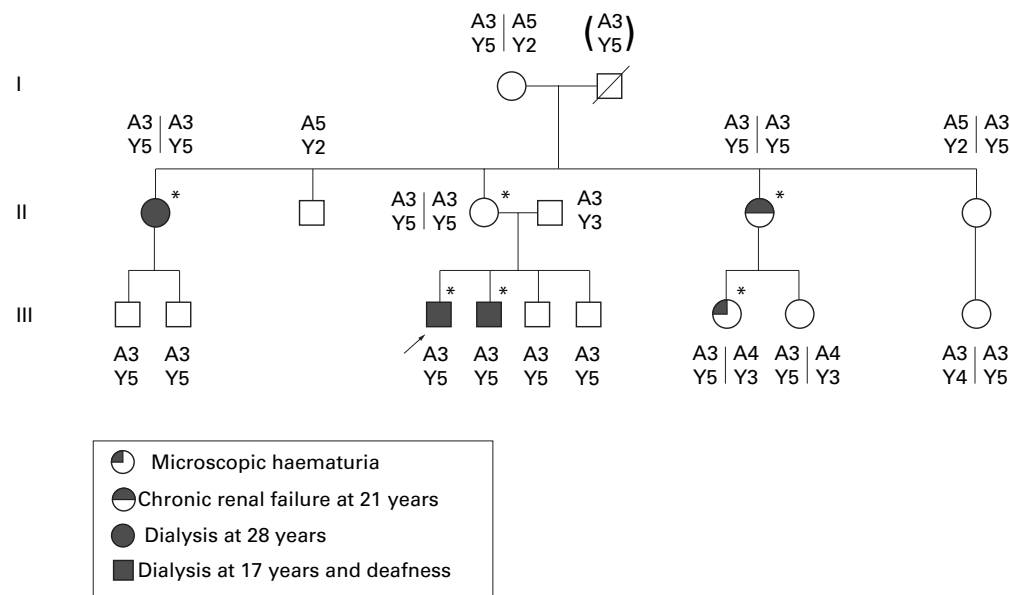 A3 | A5 (A3)
Y5 | Y2 (Y5)
I
A3 | A3 A5 A3 | A3 A5 | A3
Y5 | Y5 Y2 Y5 | Y5 Y2 | Y5
* * *
II
A3 | A3 A3
Y5 | Y5 Y3
* * *
III
A3 A3 A3 A3 A3 A3 A3 | A4 A3 | A4 A3 | A3
Y5 Y5 Y5 Y5 Y5 Y5 Y5 | Y3 Y5 | Y3 Y4 | Y5
Microscopic haematuria
Chronic renal failure at 21 years
Dialysis at 28 years
Dialysis at 17 years and deafness